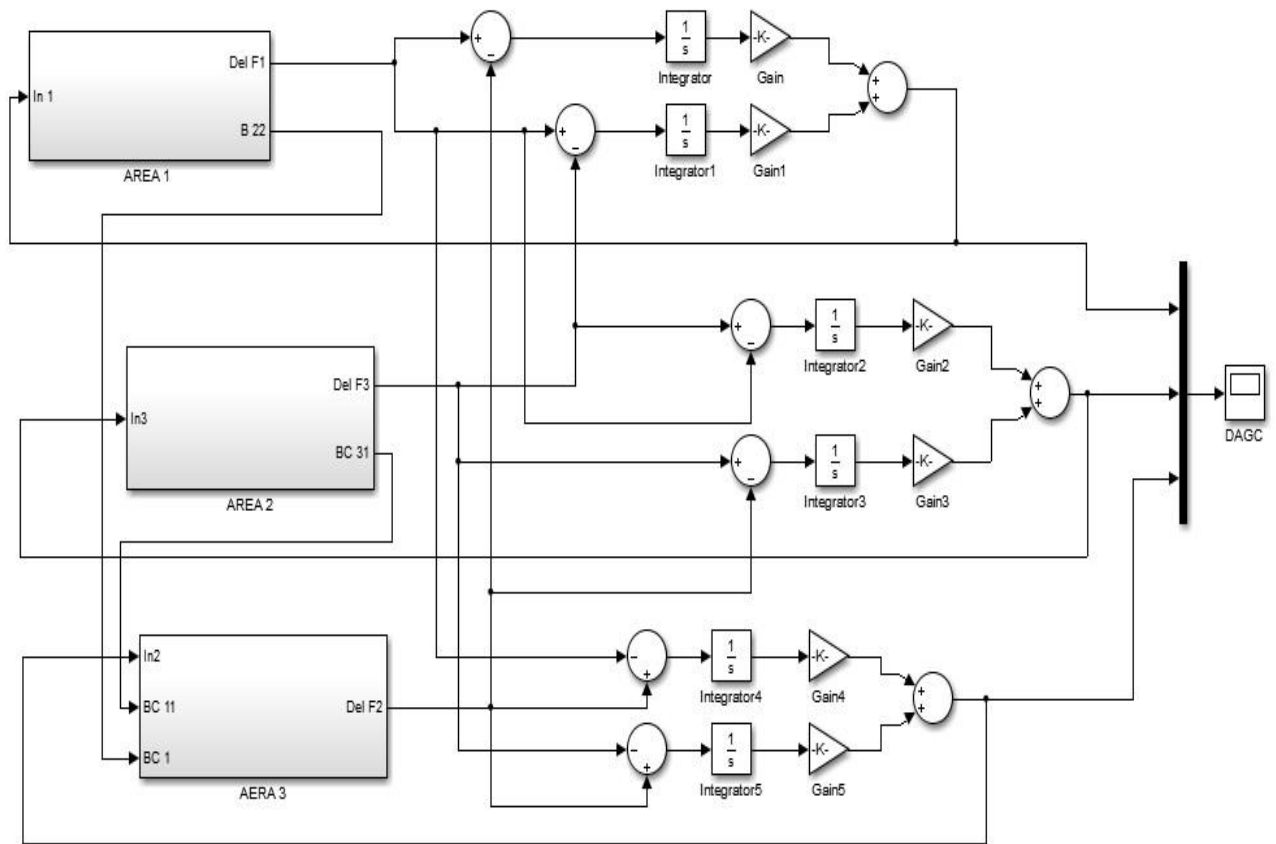 Del F1
In 1
B 22
AREA 1
+
−
1
s
Integrator
-K-
Gain
+
−
1
s
Integrator1
-K-
Gain1
+
+
Del F3
In3
BC 31
AREA 2
+
−
1
s
Integrator2
-K-
Gain2
+
−
1
s
Integrator3
-K-
Gain3
+
+
DAGC
In2
BC 11
Del F2
BC 1
AERA 3
−
+
1
s
Integrator4
-K-
Gain4
−
+
1
s
Integrator5
-K-
Gain5
+
+